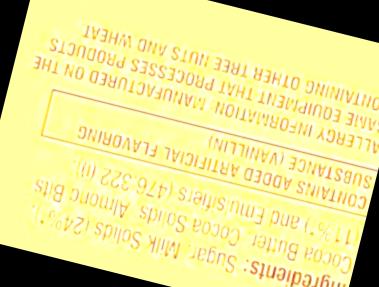 Ingredients: Sugar, Milk Solids (24%*),
Cocoa Butter, Cocoa Solids, Almond Bits
(11%*) and Emulsifiers (476,322 (i)).
CONTAINS ADDED ARTIFICIAL FLAVORING
SUBSTANCE (VANILLIN)
ALLERGY INFORMATION: MANUFACTURED ON THE
SAME EQUIPMENT THAT PROCESSES PRODUCTS
CONTAINING OTHER TREE NUTS AND WHEAT